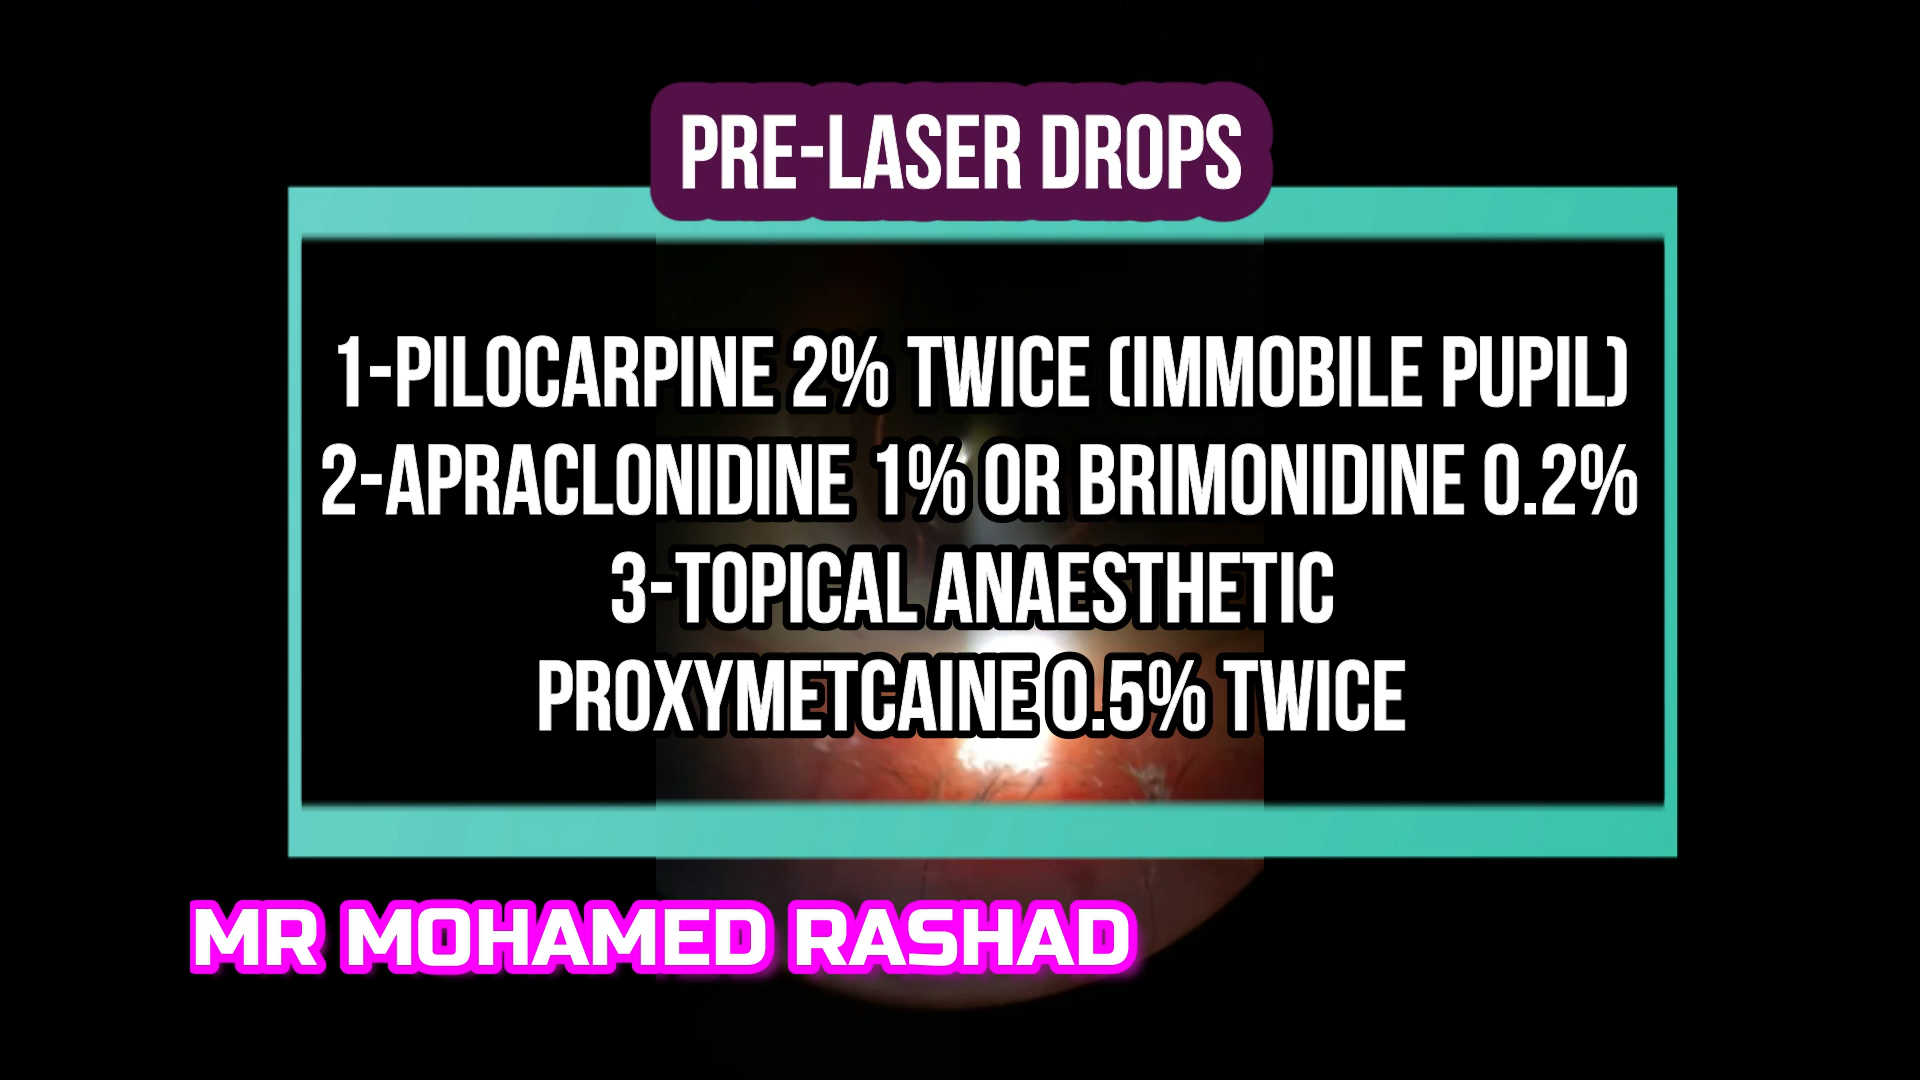 PRE-LASER DROPS
1-PILOCARPINE 2% TWICE (IMMOBILE PUPIL)
2-APRACLONIDINE 1% OR BRIMONIDINE 0.2%
3-TOPICAL ANAESTHETIC
PROXYMETCAINE 0.5% TWICE
MR MOHAMED RASHAD